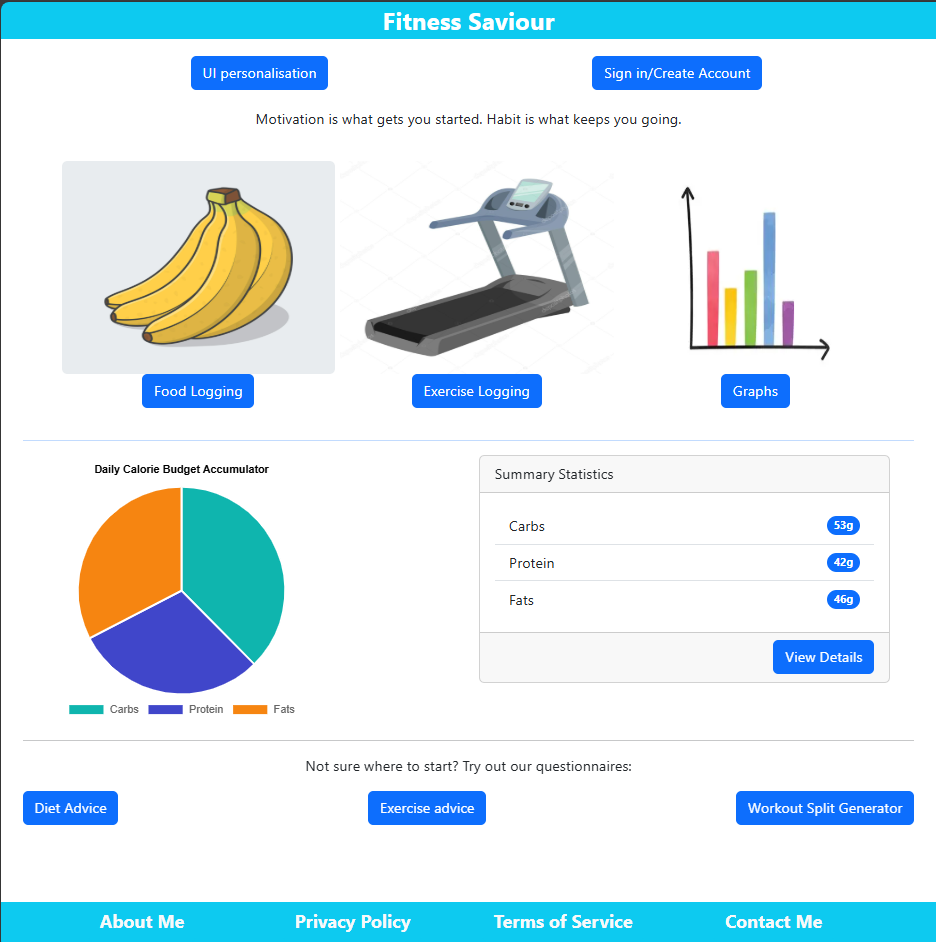 Fitness Saviour
UI personalisation
Sign in/Create Account
Motivation is what gets you started. Habit is what keeps you going.
Food Logging
Exercise Logging
Graphs
Daily Calorie Budget Accumulator
Carbs
Protein
Fats
Summary Statistics
Carbs 53g
Protein 42g
Fats 46g
View Details
Not sure where to start? Try out our questionnaires:
Diet Advice
Exercise advice
Workout Split Generator
About Me
Privacy Policy
Terms of Service
Contact Me